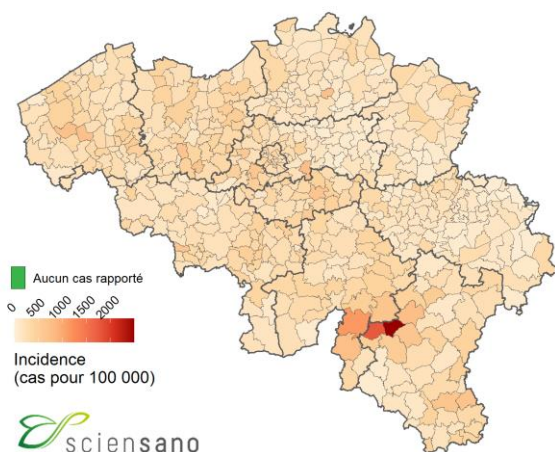 Aucun cas rapporté
0 500 1000 1500 2000
Incidence
(cas pour 100 000)
sciensano